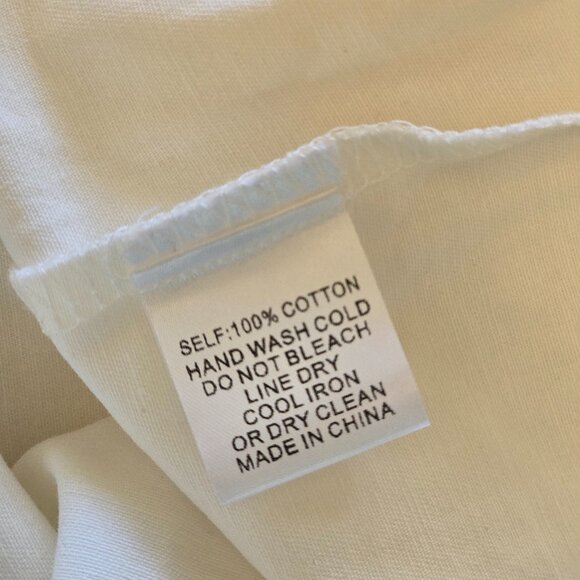 SELF:100% COTTON
HAND WASH COLD
DO NOT BLEACH
LINE DRY
COOL IRON
OR DRY CLEAN
MADE IN CHINA